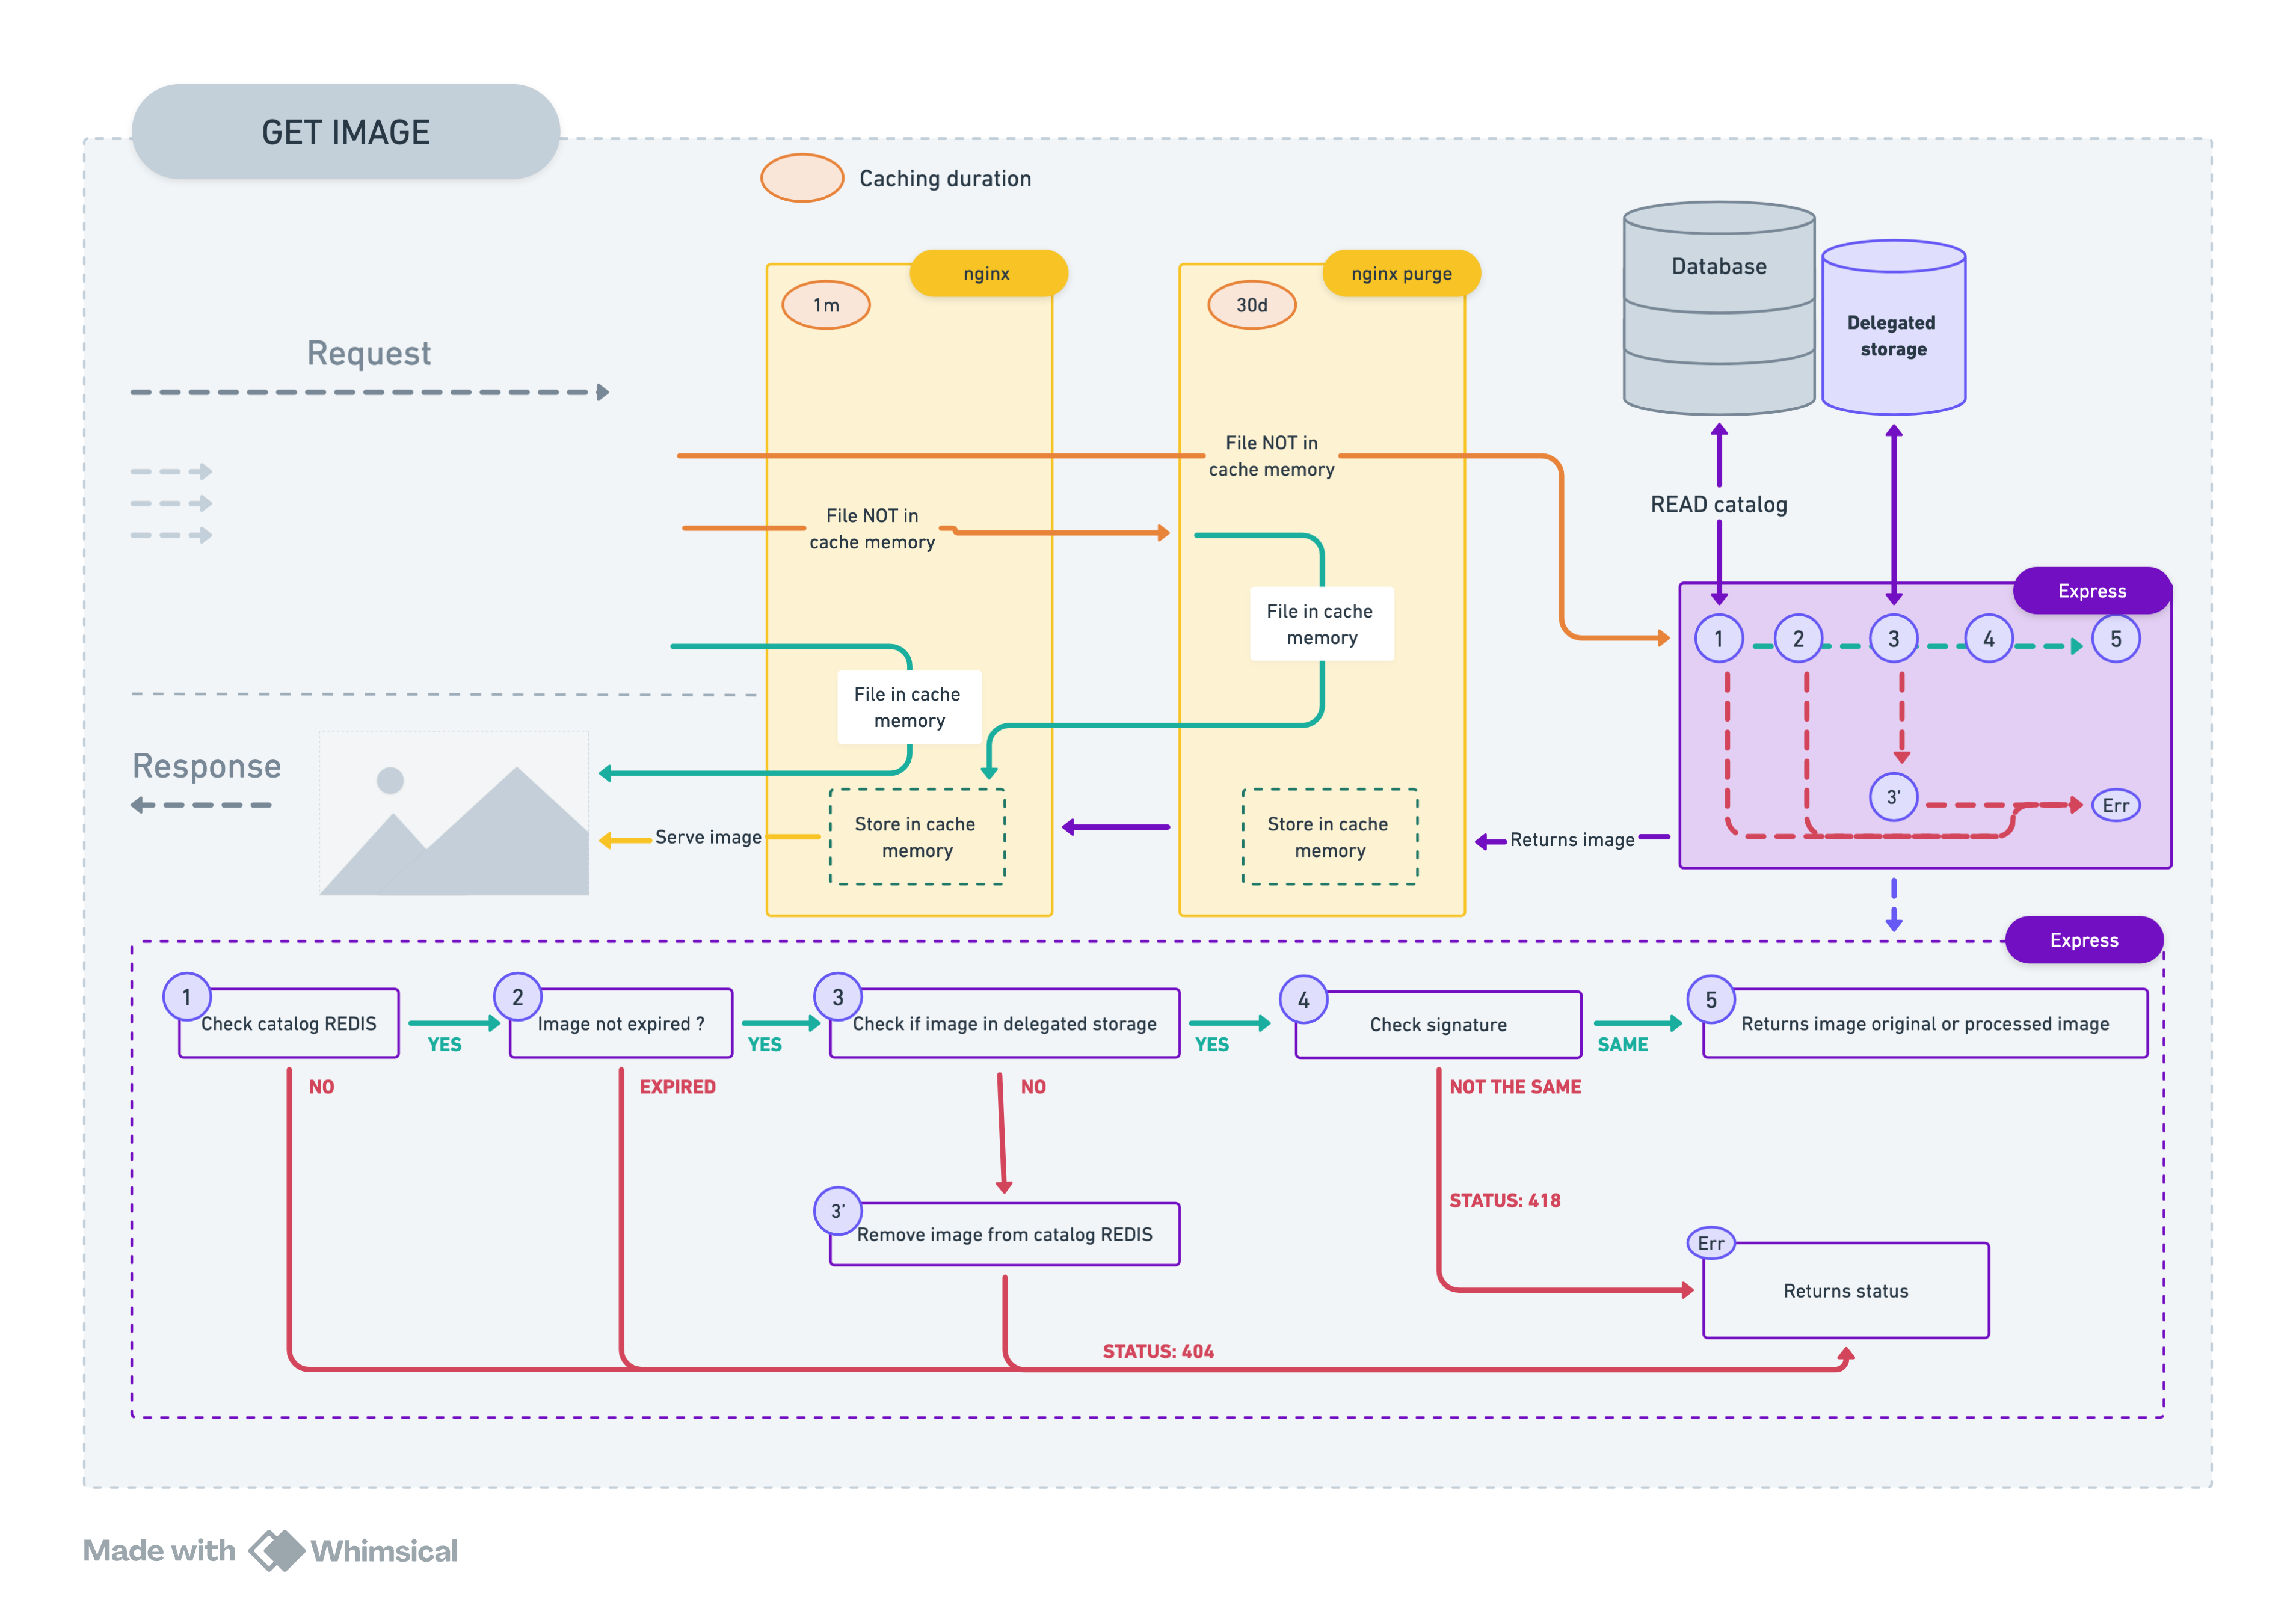 GET IMAGE
Caching duration
nginx
nginx purge
1m
30d
Database
Delegated
storage
Request
File NOT in
cache memory
File NOT in
cache memory
READ catalog
File in cache
memory
File in cache
memory
Express
1
2
3
4
5
3’
Err
Response
Serve image
Store in cache
memory
Store in cache
memory
Returns image
Express
1
Check catalog REDIS
YES
2
Image not expired ?
YES
3
Check if image in delegated storage
YES
4
Check signature
SAME
5
Returns image original or processed image
NO
EXPIRED
NO
NOT THE SAME
3’
Remove image from catalog REDIS
STATUS: 418
Err
Returns status
STATUS: 404
Made with Whimsical